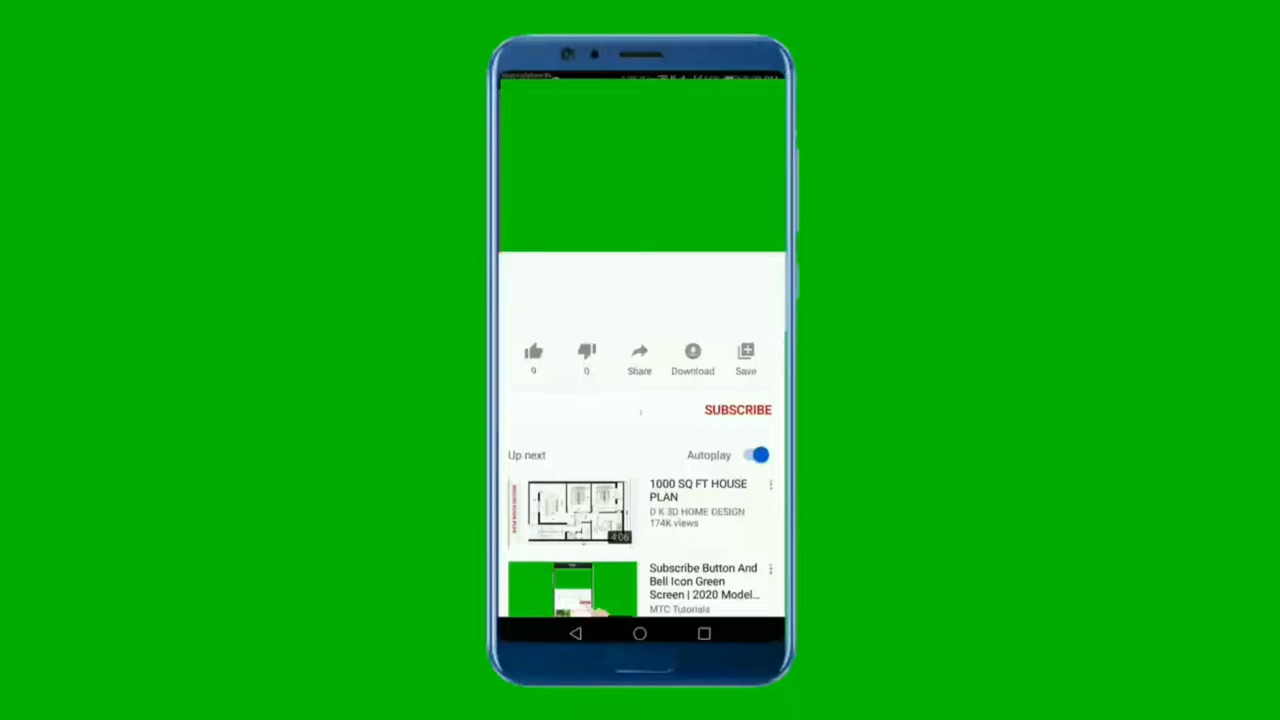 9
0
Share
Download
Save
SUBSCRIBE
Up next
Autoplay
1000 SQ FT HOUSE
PLAN
D K 3D HOME DESIGN
174K views
4:06
Subscribe Button And
Bell Icon Green
Screen | 2020 Model...
MTC Tutorials